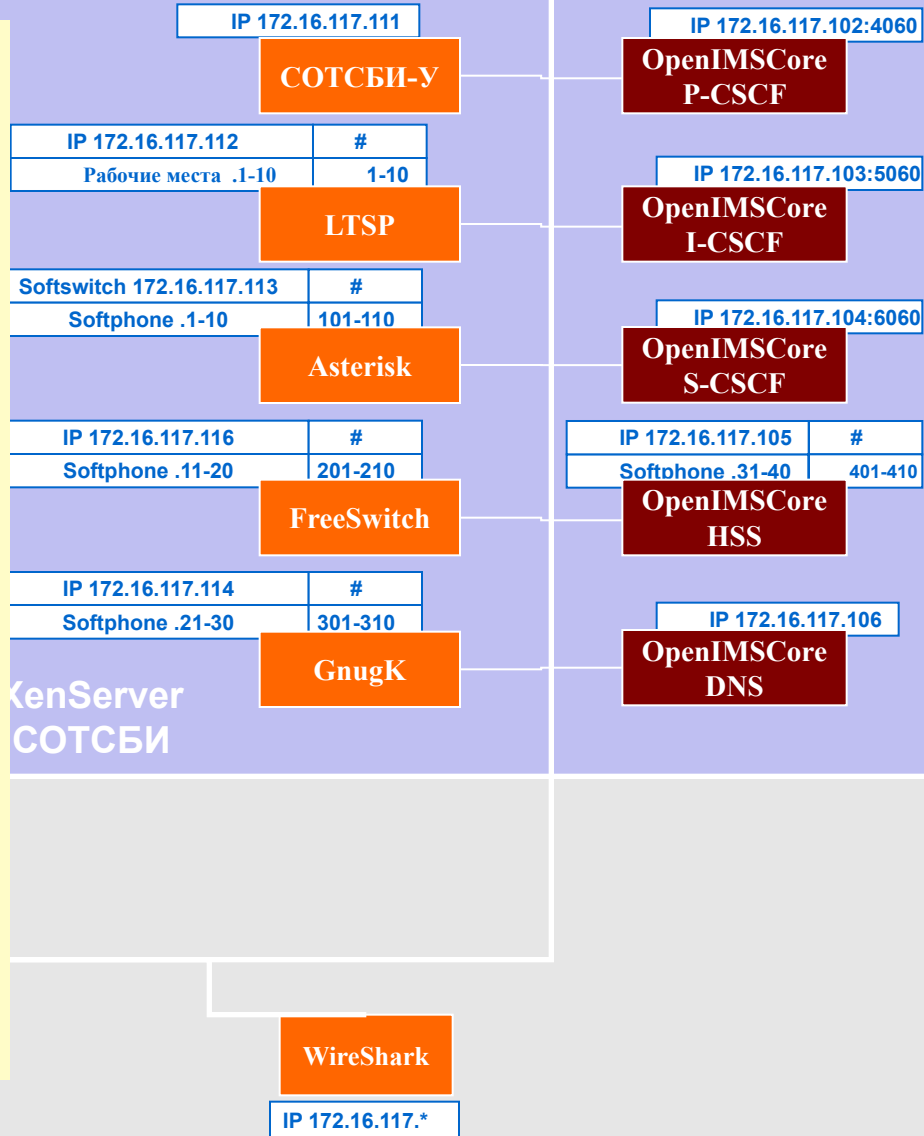 IP 172.16.117.111
СОТСБИ-У
IP 172.16.117.112 #
Рабочие места .1-10 1-10
LTSP
Softswitch 172.16.117.113 #
Softphone .1-10 101-110
Asterisk
IP 172.16.117.116 #
Softphone .11-20 201-210
FreeSwitch
IP 172.16.117.114 #
Softphone .21-30 301-310
GnugK
XenServer
СОТСБИ
IP 172.16.117.102:4060
OpenIMSCore
P-CSCF
IP 172.16.117.103:5060
OpenIMSCore
I-CSCF
IP 172.16.117.104:6060
OpenIMSCore
S-CSCF
IP 172.16.117.105 #
Softphone .31-40 401-410
OpenIMSCore
HSS
IP 172.16.117.106
OpenIMSCore
DNS
WireShark
IP 172.16.117.*